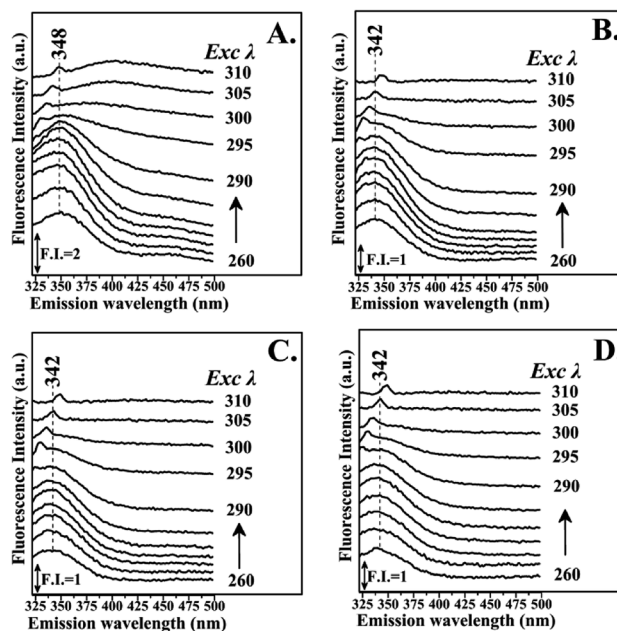 A.
348
Exc λ
310
305
300
295
290
260
Fluorescence Intensity (a.u.)
F.I.=2
325 350 375 400 425 450 475 500
Emission wavelength (nm)
B.
342
Exc λ
310
305
300
295
290
260
Fluorescence Intensity (a.u.)
F.I.=1
325 350 375 400 425 450 475 500
Emission wavelength (nm)
C.
342
Exc λ
310
305
300
295
290
260
Fluorescence Intensity (a.u.)
F.I.=1
325 350 375 400 425 450 475 500
Emission wavelength (nm)
D.
342
Exc λ
310
305
300
295
290
260
Fluorescence Intensity (a.u.)
F.I.=1
325 350 375 400 425 450 475 500
Emission wavelength (nm)